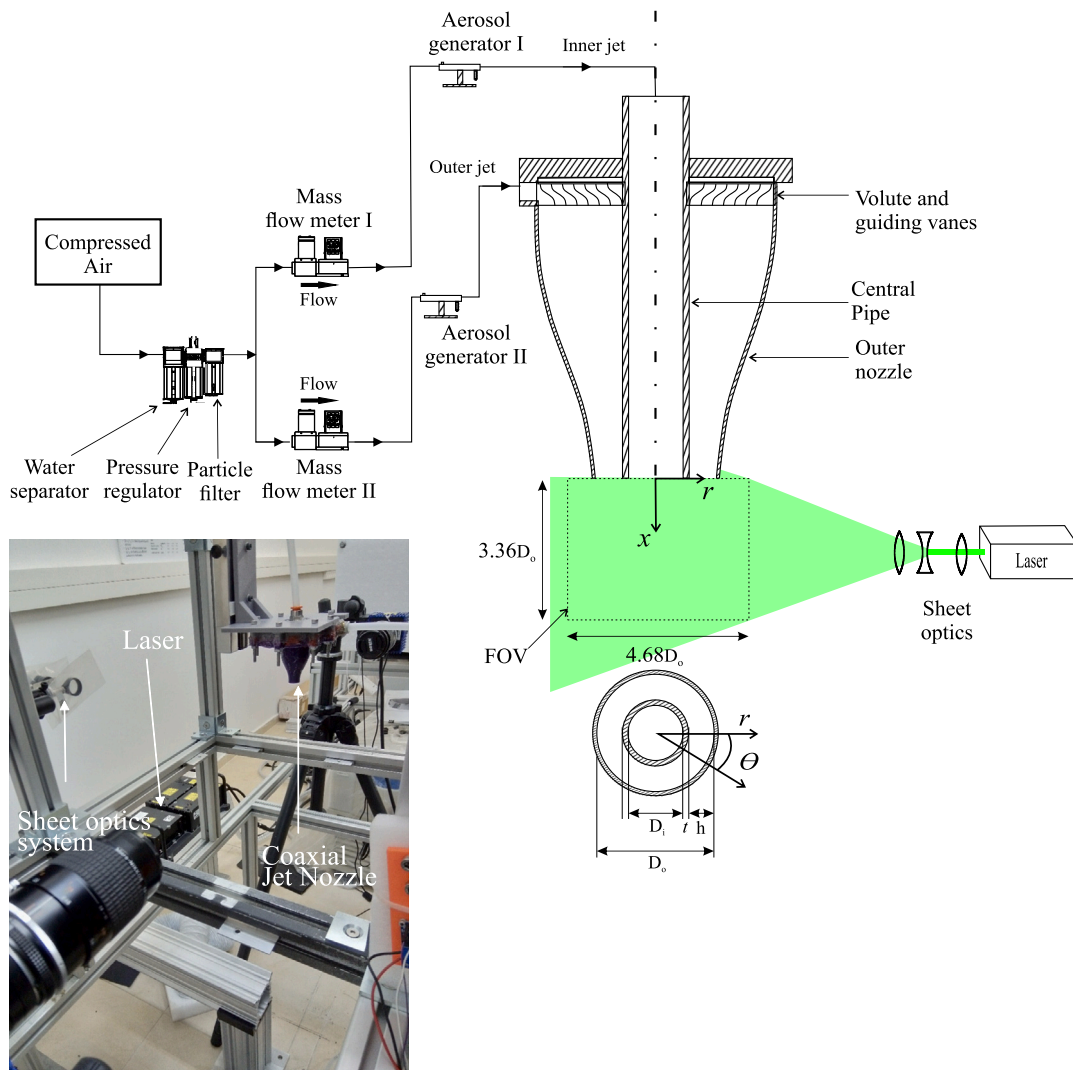 Aerosol
generator I
Inner jet
Outer jet
Mass
flow meter I
Flow
Compressed
Air
Volute and
guiding vanes
Central
Pipe
Outer
nozzle
Aerosol
generator II
Flow
Mass
flow meter II
Water
separator
Pressure
regulator
Particle
filter
r
x
3.36Dₒ
FOV
4.68Dₒ
Laser
Sheet
optics
r
Θ
Dᵢ
t
h
Dₒ
Laser
Sheet optics
system
Coaxial
Jet Nozzle